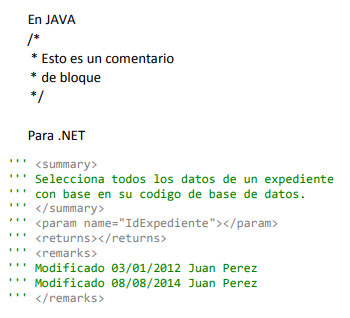 En JAVA
/*
* Esto es un comentario
* de bloque
*/
Para .NET
''' <summary>
''' Selecciona todos los datos de un expediente
''' con base en su codigo de base de datos.
''' </summary>
''' <param name="IdExpediente"></param>
''' <returns></returns>
''' <remarks>
''' Modificado 03/01/2012 Juan Perez
''' Modificado 08/08/2014 Juan Perez
''' </remarks>